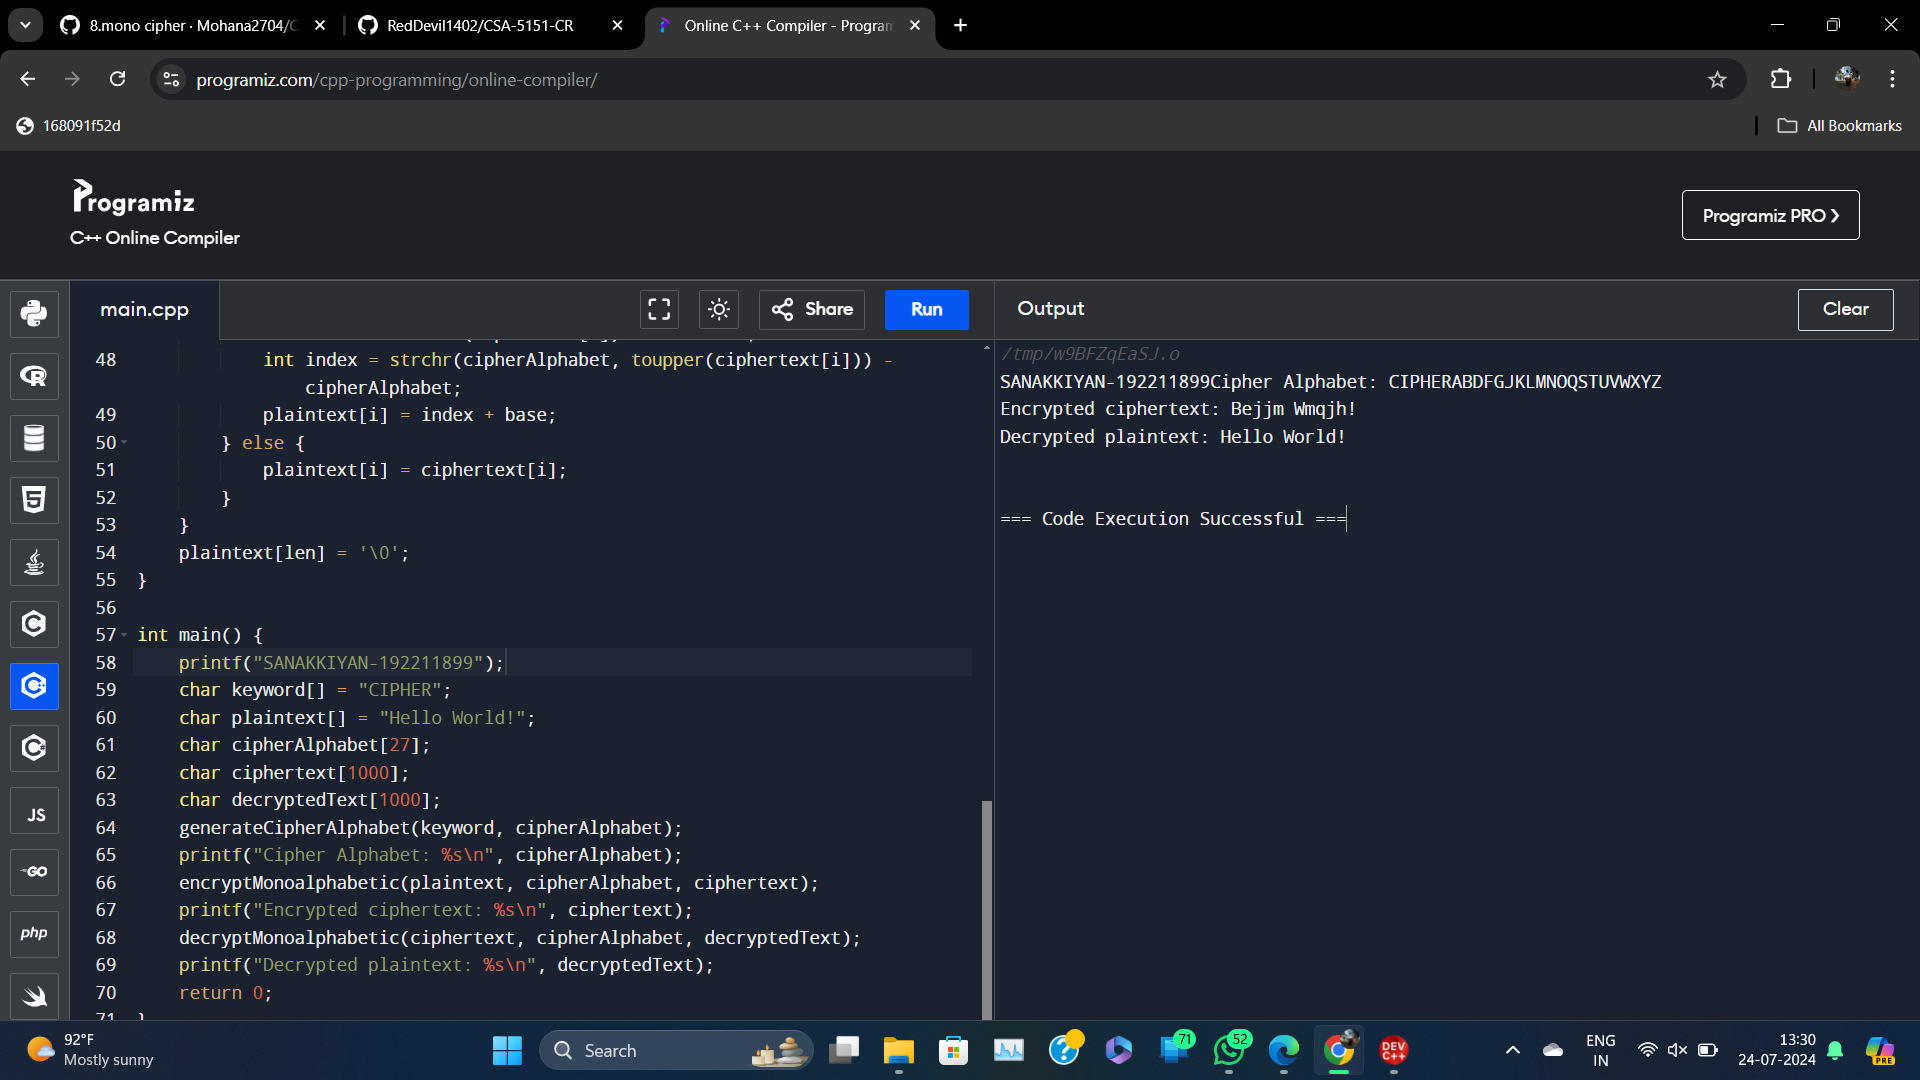 8.mono cipher · Mohana2704/C
RedDevil1402/CSA-5151-CR
Online C++ Compiler - Program
programiz.com/cpp-programming/online-compiler/
168091f52d
All Bookmarks
Programiz
C++ Online Compiler
Programiz PRO
main.cpp
Share
Run
Output
Clear
48 int index = strchr(cipherAlphabet, toupper(ciphertext[i])) -
cipherAlphabet;
49 plaintext[i] = index + base;
50 } else {
51 plaintext[i] = ciphertext[i];
52 }
53 }
54 plaintext[len] = '\0';
55 }
56
57 int main() {
58 printf("SANAKKIYAN-192211899");
59 char keyword[] = "CIPHER";
60 char plaintext[] = "Hello World!";
61 char cipherAlphabet[27];
62 char ciphertext[1000];
63 char decryptedText[1000];
64 generateCipherAlphabet(keyword, cipherAlphabet);
65 printf("Cipher Alphabet: %s\n", cipherAlphabet);
66 encryptMonoalphabetic(plaintext, cipherAlphabet, ciphertext);
67 printf("Encrypted ciphertext: %s\n", ciphertext);
68 decryptMonoalphabetic(ciphertext, cipherAlphabet, decryptedText);
69 printf("Decrypted plaintext: %s\n", decryptedText);
70 return 0;
71 }
/tmp/w9BFZqEaSJ.o
SANAKKIYAN-192211899Cipher Alphabet: CIPHERABDFGJKLMNOQSTUVWXYZ
Encrypted ciphertext: Bejjm Wmqjh!
Decrypted plaintext: Hello World!
=== Code Execution Successful ===
JS
GO
php
92°F
Mostly sunny
Search
71
52
DEV
C++
ENG
IN
13:30
24-07-2024
PRE